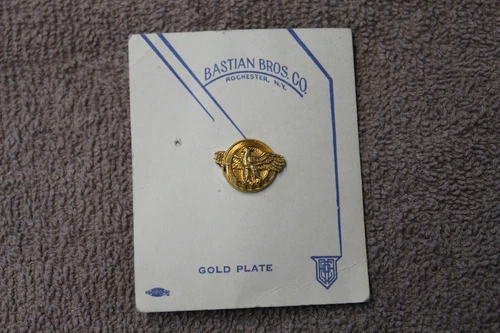 BASTIAN BROS. CO.
ROCHESTER, N.Y.
GOLD PLATE